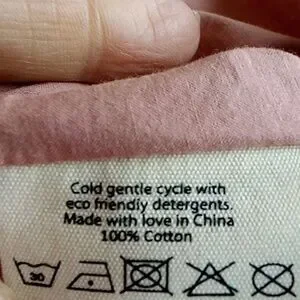 Cold gentle cycle with
eco friendly detergents.
Made with love in China
100% Cotton
30